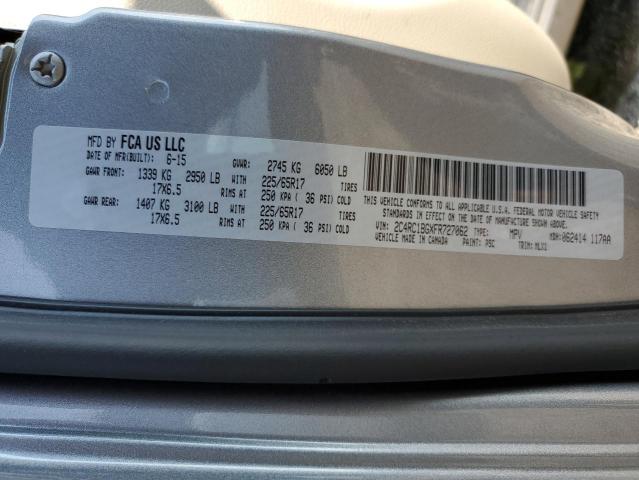 MFD BY FCA US LLC
DATE OF MFR(BUILT): 6-15 GVWR: 2745 KG 6050 LB
GAWR FRONT: 1339 KG 2950 LB WITH 225/65R17 TIRES
17X6.5 RIMS AT 250 KPA ( 36 PSI) COLD
GAWR REAR: 1407 KG 3100 LB WITH 225/65R17 TIRES
17X6.5 RIMS AT 250 KPA ( 36 PSI) COLD
THIS VEHICLE CONFORMS TO ALL APPLICABLE U.S.A. FEDERAL MOTOR VEHICLE SAFETY
STANDARDS IN EFFECT ON THE DATE OF MANUFACTURE SHOWN ABOVE.
VIN: 2C4RC1BGXFR727062 TYPE: MPV MDH:062414 117AA
VEHICLE MADE IN CANADA PAINT: PSC TRIM: MLX1